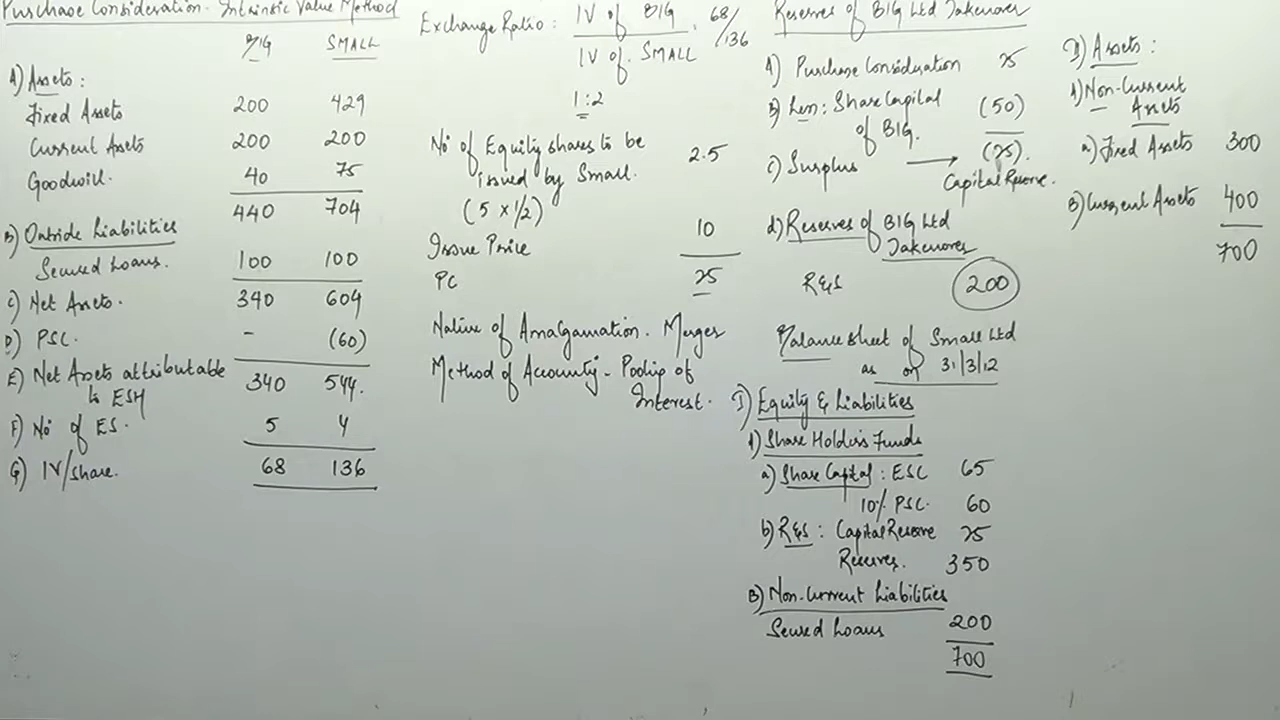 Purchase Consideration - Intrinsic Value Method
BIG SMALL
A) Assets :
Fixed Assets 200 429
Current Assets 200 200
Goodwill. 40 75
440 704
B) Outside Liabilities
Secured Loans. 100 100
C) Net Assets. 340 604
D) PSC. - (60)
E) Net Assets attributable
to ESH 340 544.
F) No of ES. 5 4
G) IV/share. 68 136
Exchange Ratio : IV of BIG 68/136
IV of SMALL
1:2
No of Equity shares to be
issued by Small. 2.5
(5 x 1/2)
Issue Price 10
PC 25
Nature of Amalgamation - Merger
Method of Accounting - Pooling of
Interest.
Reserves of BIG Ltd Takenover
A) Purchase Consideration 25
B) Less : Share Capital
of BIG. (50)
c) Surplus → (25).
Capital Reserve.
d) Reserves of BIG Ltd
Takenover
R&S 200
Balance sheet of Small Ltd
as on 31/3/12
I) Equity & Liabilities
A) Share Holders Funds
a) Share Capital : ESC 65
10% PSC. 60
b) R&S : Capital Reserve 25
Reserves. 350
B) Non-Current Liabilities
Secured Loans 200
700
II) Assets :
A) Non-Current
Assets
a) Fixed Assets 300
B) Current Assets 400
700